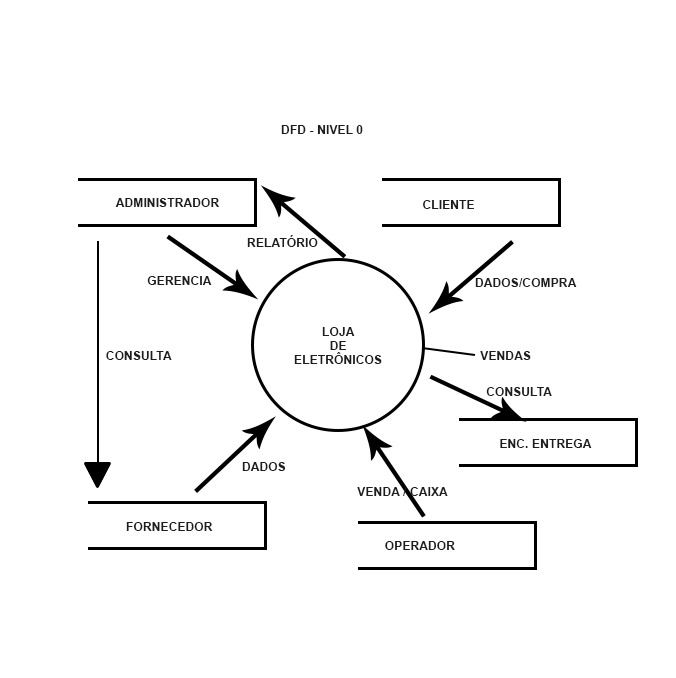 DFD - NIVEL 0
ADMINISTRADOR
CLIENTE
RELATÓRIO
GERENCIA
DADOS/COMPRA
LOJA
DE
ELETRÔNICOS
CONSULTA
VENDAS
CONSULTA
ENC. ENTREGA
DADOS
VENDA / CAIXA
FORNECEDOR
OPERADOR